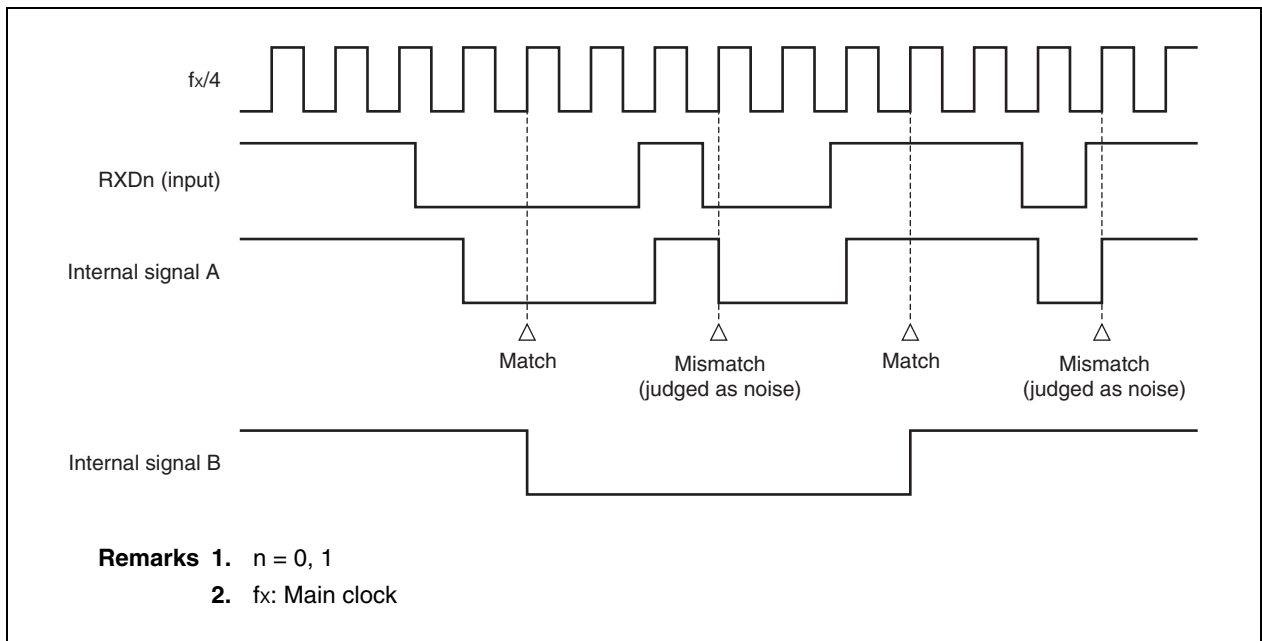 fx/4
RXDn (input)
Internal signal A
Match
Mismatch
(judged as noise)
Match
Mismatch
(judged as noise)
Internal signal B
Remarks 1. n = 0, 1
2. fx: Main clock